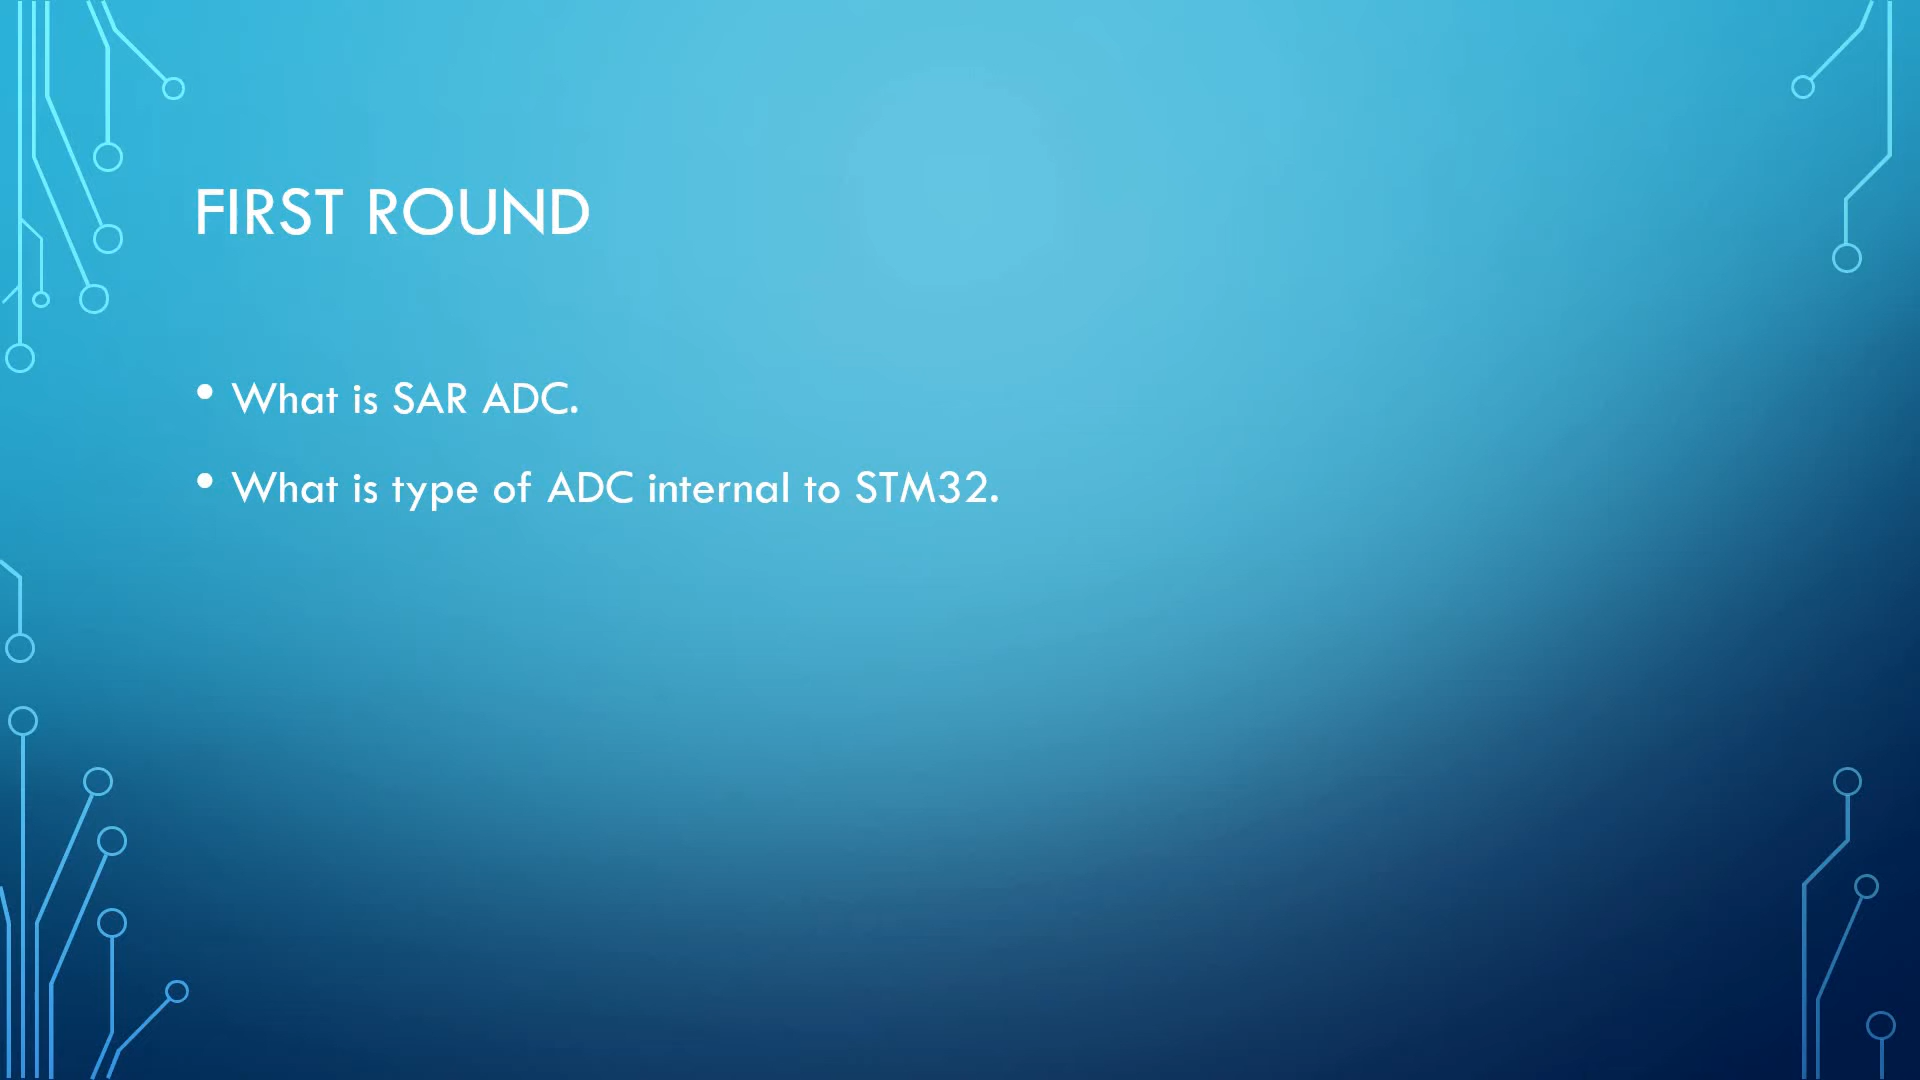 FIRST ROUND
• What is SAR ADC.
• What is type of ADC internal to STM32.